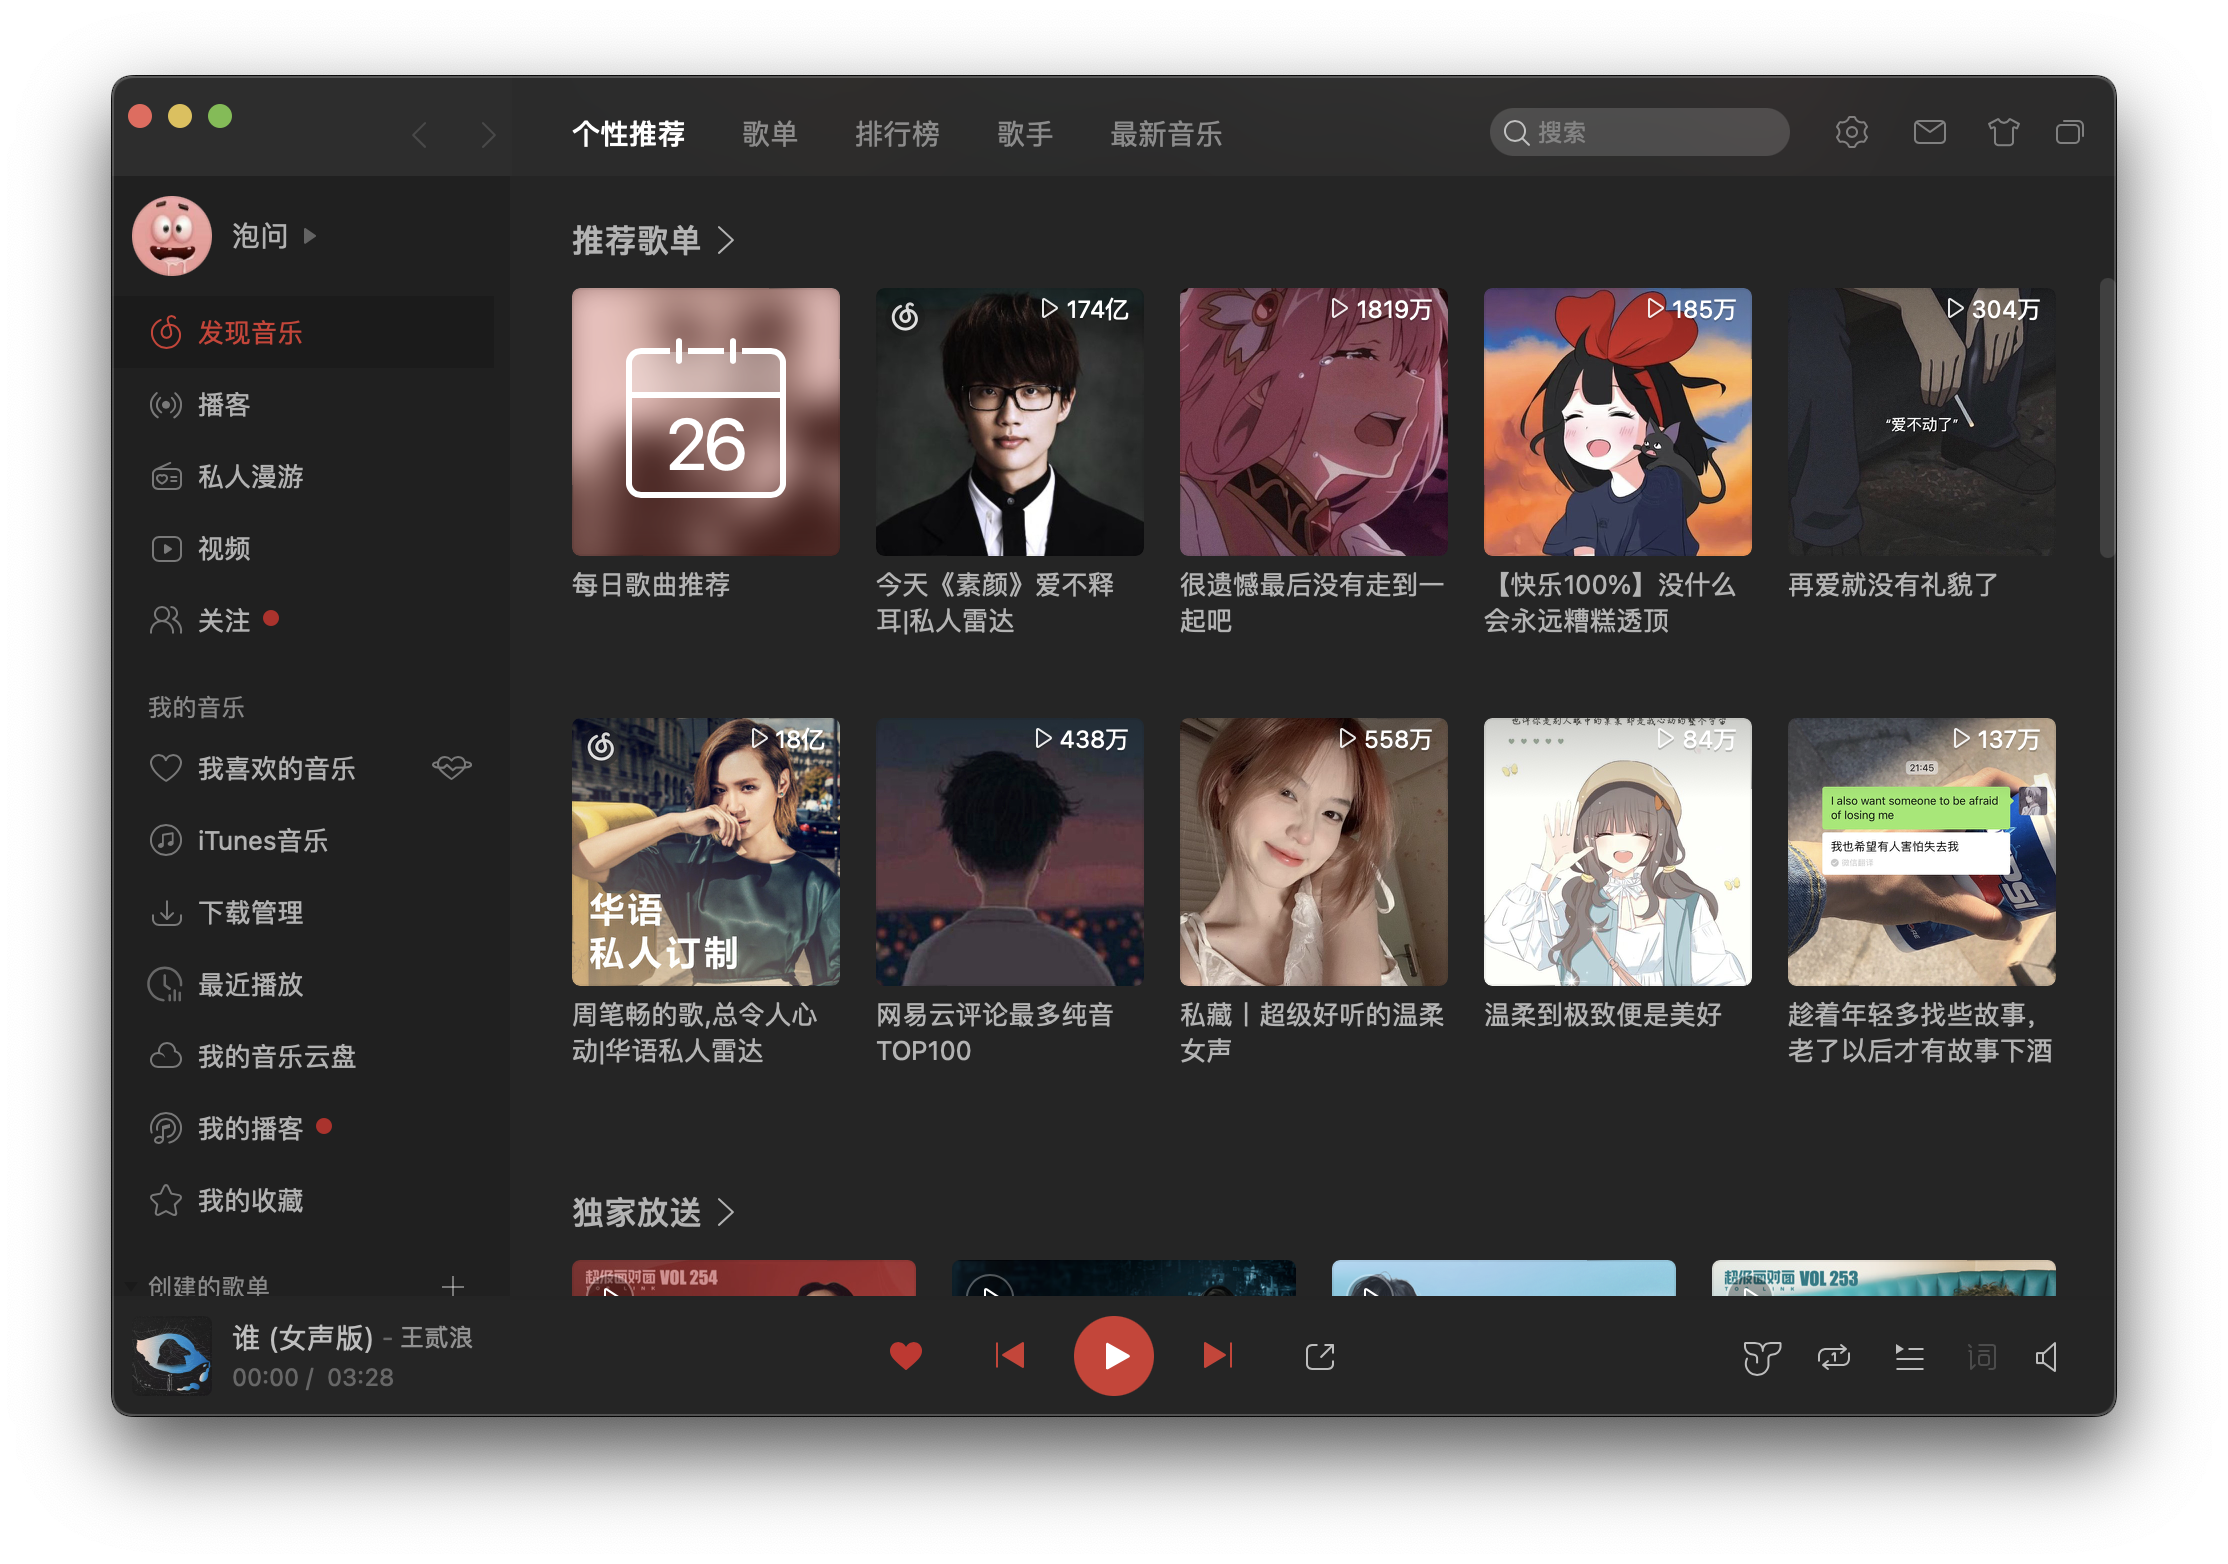 个性推荐
歌单
排行榜
歌手
最新音乐
搜索
泡问
发现音乐
播客
私人漫游
视频
关注
我的音乐
我喜欢的音乐
iTunes音乐
下载管理
最近播放
我的音乐云盘
我的播客
我的收藏
创建的歌单
推荐歌单
26
每日歌曲推荐
174亿
今天《素颜》爱不释
耳|私人雷达
1819万
很遗憾最后没有走到一
起吧
185万
【快乐100%】没什么
会永远糟糕透顶
304万
“爱不动了”
再爱就没有礼貌了
18亿
华语
私人订制
周笔畅的歌,总令人心
动|华语私人雷达
438万
网易云评论最多纯音
TOP100
558万
私藏丨超级好听的温柔
女声
84万
温柔到极致便是美好
137万
21:45
I also want someone to be afraid
of losing me
我也希望有人害怕失去我
微信翻译
趁着年轻多找些故事，
老了以后才有故事下酒
独家放送
超级面对面 VOL 254
超级面对面 VOL 253
谁 (女声版) - 王贰浪
00:00 / 03:28
词